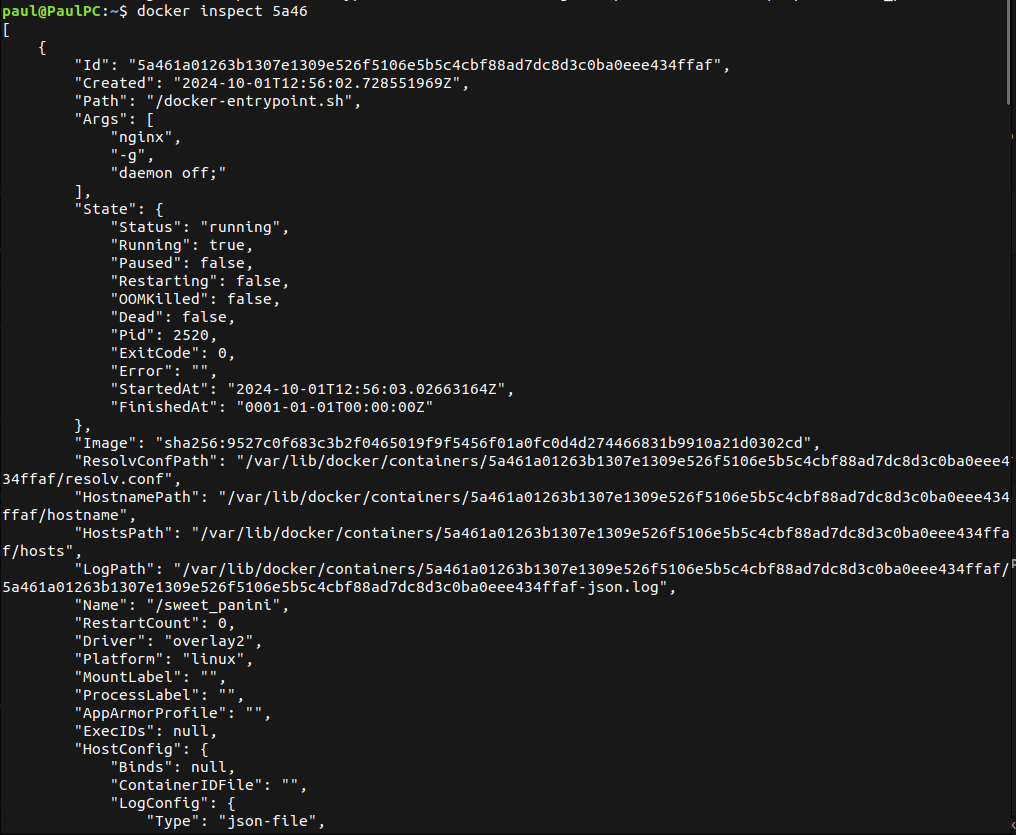 paul@PaulPC:~$ docker inspect 5a46
[
    {
        "Id": "5a461a01263b1307e1309e526f5106e5b5c4cbf88ad7dc8d3c0ba0eee434ffaf",
        "Created": "2024-10-01T12:56:02.728551969Z",
        "Path": "/docker-entrypoint.sh",
        "Args": [
            "nginx",
            "-g",
            "daemon off;"
        ],
        "State": {
            "Status": "running",
            "Running": true,
            "Paused": false,
            "Restarting": false,
            "OOMKilled": false,
            "Dead": false,
            "Pid": 2520,
            "ExitCode": 0,
            "Error": "",
            "StartedAt": "2024-10-01T12:56:03.02663164Z",
            "FinishedAt": "0001-01-01T00:00:00Z"
        },
        "Image": "sha256:9527c0f683c3b2f0465019f9f5456f01a0fc0d4d274466831b9910a21d0302cd",
        "ResolvConfPath": "/var/lib/docker/containers/5a461a01263b1307e1309e526f5106e5b5c4cbf88ad7dc8d3c0ba0eee4
34ffaf/resolv.conf",
        "HostnamePath": "/var/lib/docker/containers/5a461a01263b1307e1309e526f5106e5b5c4cbf88ad7dc8d3c0ba0eee434
ffaf/hostname",
        "HostsPath": "/var/lib/docker/containers/5a461a01263b1307e1309e526f5106e5b5c4cbf88ad7dc8d3c0ba0eee434ffa
f/hosts",
        "LogPath": "/var/lib/docker/containers/5a461a01263b1307e1309e526f5106e5b5c4cbf88ad7dc8d3c0ba0eee434ffaf/
5a461a01263b1307e1309e526f5106e5b5c4cbf88ad7dc8d3c0ba0eee434ffaf-json.log",
        "Name": "/sweet_panini",
        "RestartCount": 0,
        "Driver": "overlay2",
        "Platform": "linux",
        "MountLabel": "",
        "ProcessLabel": "",
        "AppArmorProfile": "",
        "ExecIDs": null,
        "HostConfig": {
            "Binds": null,
            "ContainerIDFile": "",
            "LogConfig": {
                "Type": "json-file",